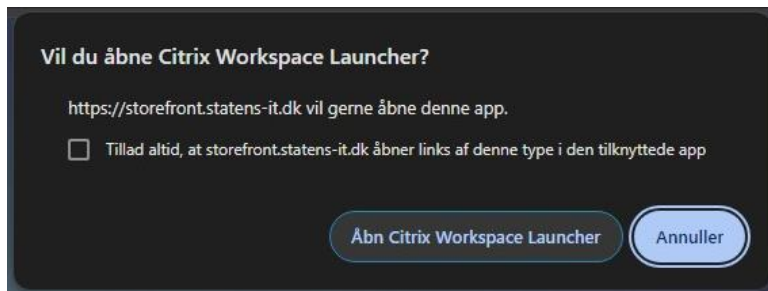 Vil du åbne Citrix Workspace Launcher?
https://storefront.statens-it.dk vil gerne åbne denne app.
Tillad altid, at storefront.statens-it.dk åbner links af denne type i den tilknyttede app
Åbn Citrix Workspace Launcher
Annuller